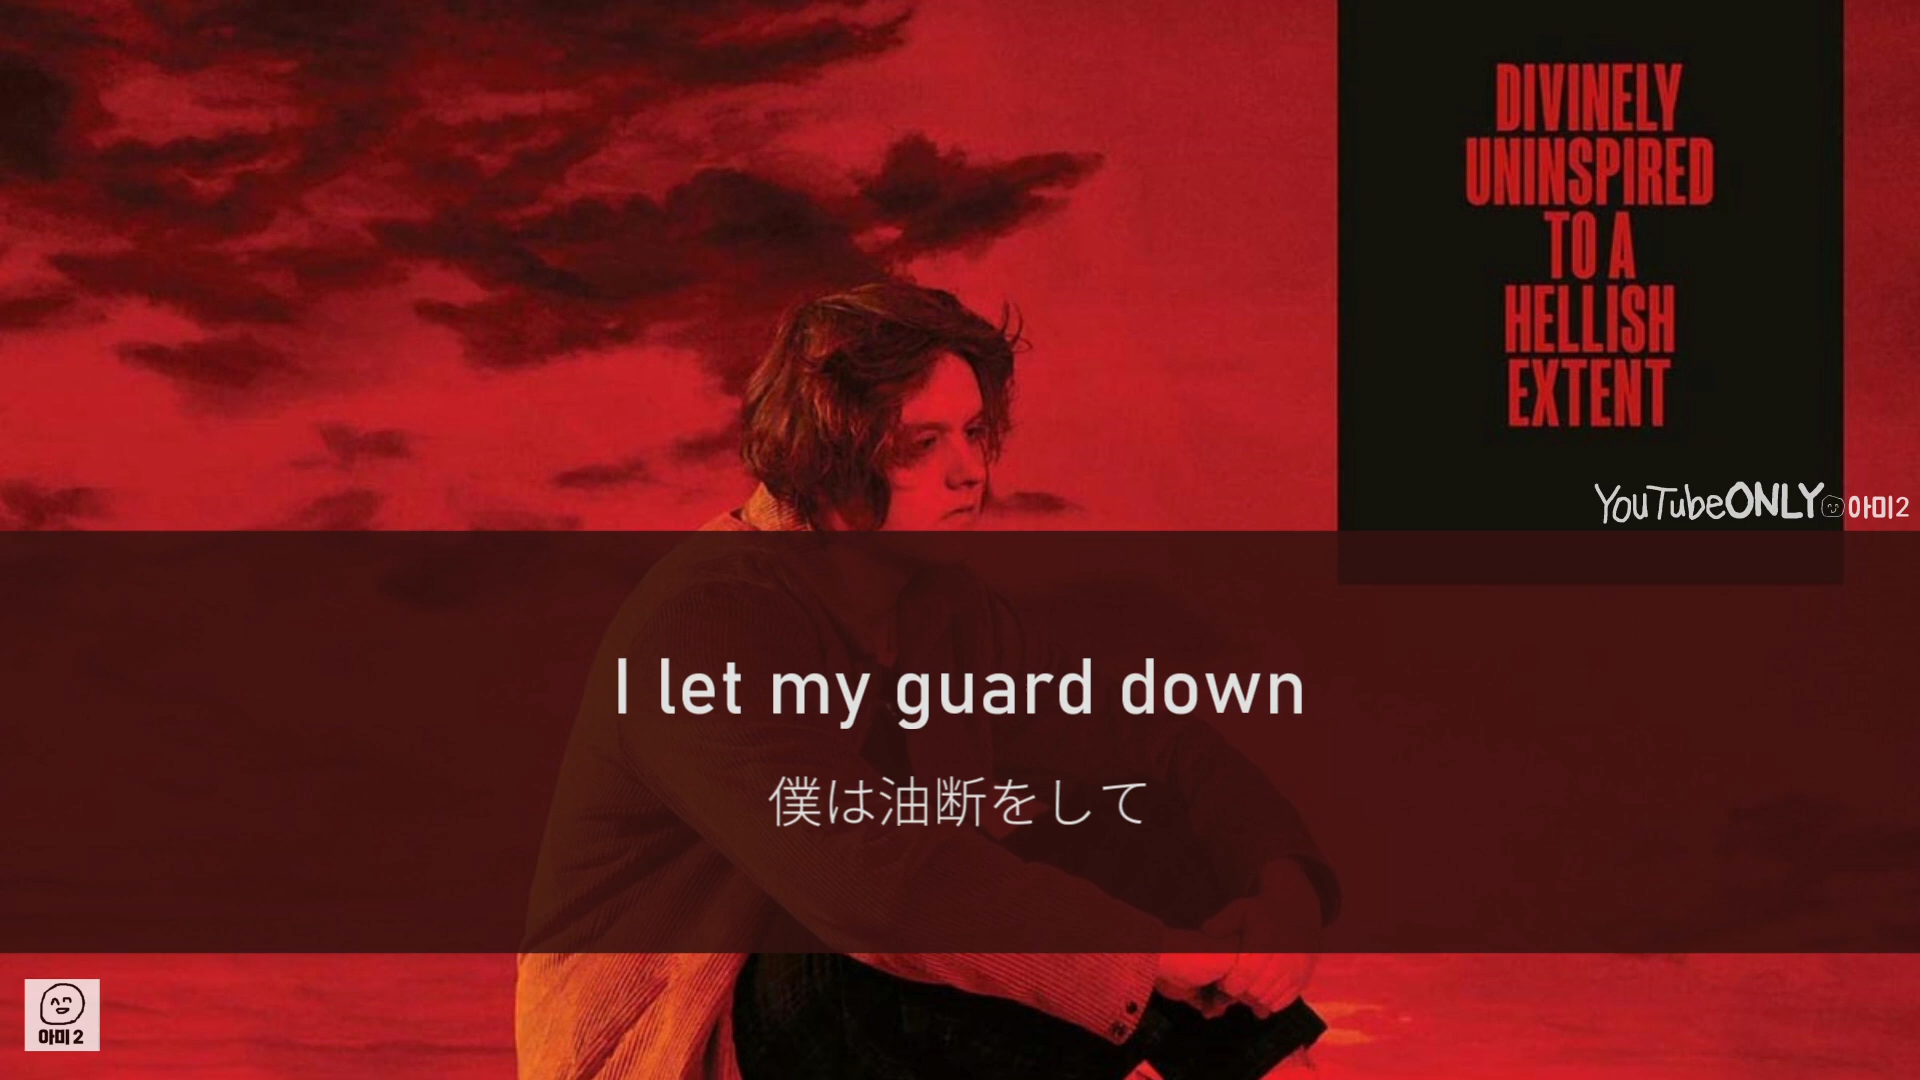 DIVINELY
UNINSPIRED
TO A
HELLISH
EXTENT
YouTubeONLY 아미2
I let my guard down
僕は油断をして
아미2